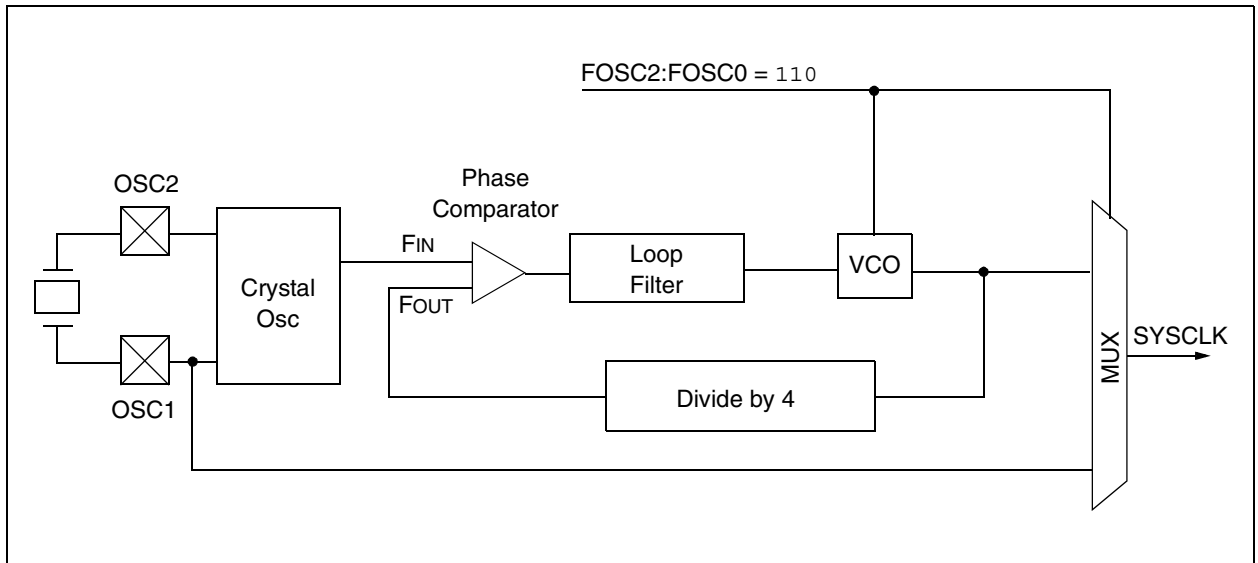 FOSC2:FOSC0 = 110
OSC2
Phase
Comparator
FIN
Loop
Filter
VCO
Crystal
Osc
FOUT
MUX
SYSCLK
Divide by 4
OSC1